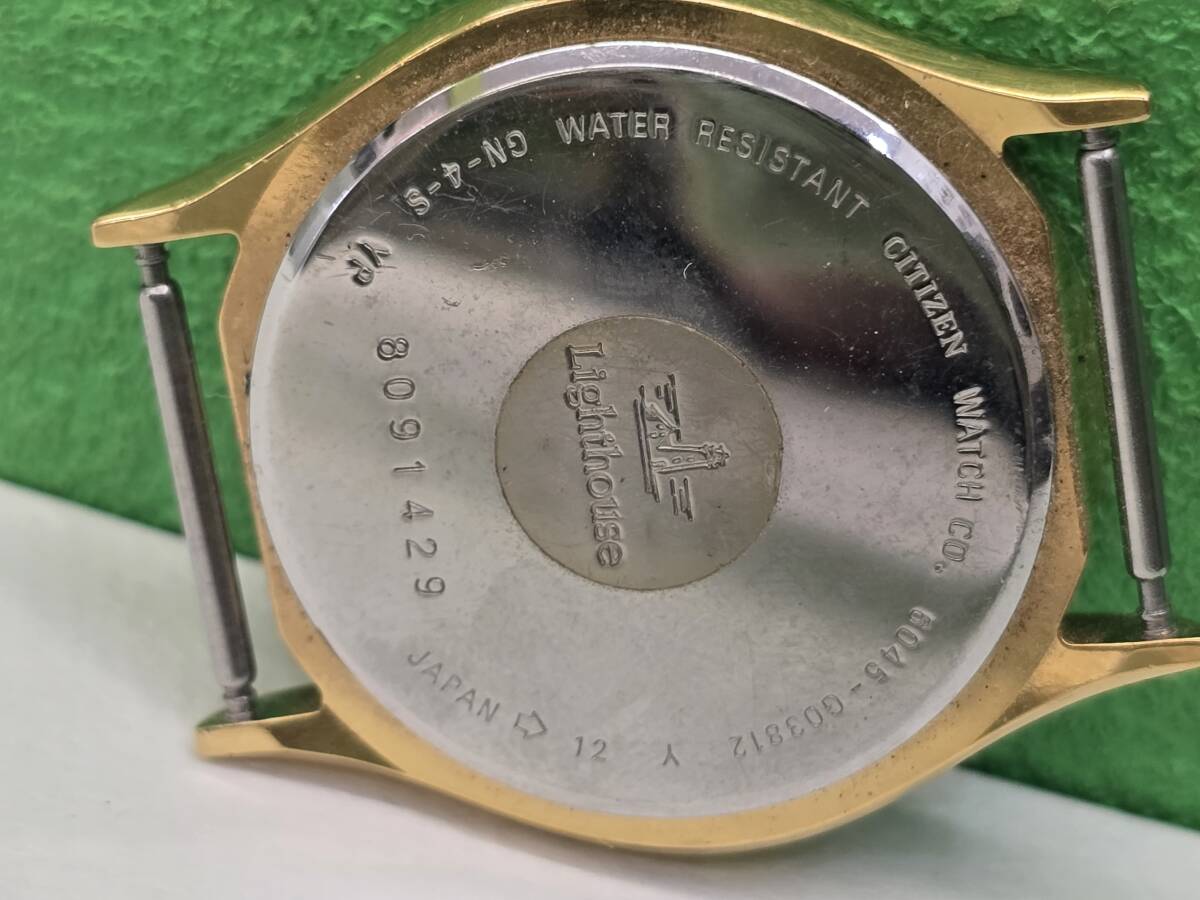 GN-4-S WATER RESISTANT CITIZEN WATCH CO. 6045-G03812 Y
YP
8091429
JAPAN 12
Lighthouse